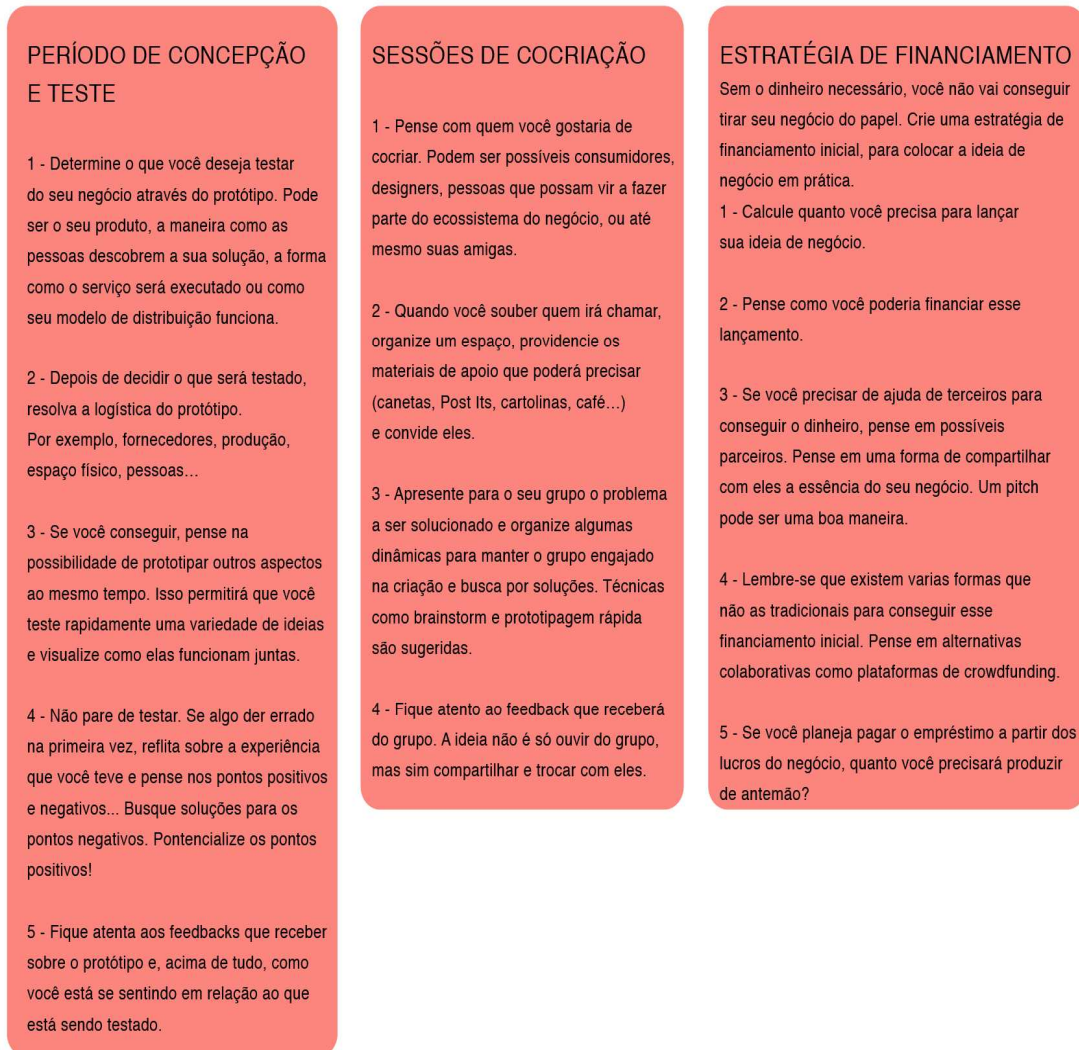 PERÍODO DE CONCEPÇÃO
E TESTE
1 - Determine o que você deseja testar
do seu negócio através do protótipo. Pode
ser o seu produto, a maneira como as
pessoas descobrem a sua solução, a forma
como o serviço será executado ou como
seu modelo de distribuição funciona.
2 - Depois de decidir o que será testado,
resolva a logística do protótipo.
Por exemplo, fornecedores, produção,
espaço físico, pessoas…
3 - Se você conseguir, pense na
possibilidade de prototipar outros aspectos
ao mesmo tempo. Isso permitirá que você
teste rapidamente uma variedade de ideias
e visualize como elas funcionam juntas.
4 - Não pare de testar. Se algo der errado
na primeira vez, reflita sobre a experiência
que você teve e pense nos pontos positivos
e negativos... Busque soluções para os
pontos negativos. Pontencialize os pontos
positivos!
5 - Fique atenta aos feedbacks que receber
sobre o protótipo e, acima de tudo, como
você está se sentindo em relação ao que
está sendo testado.
SESSÕES DE COCRIAÇÃO
1 - Pense com quem você gostaria de
cocriar. Podem ser possíveis consumidores,
designers, pessoas que possam vir a fazer
parte do ecossistema do negócio, ou até
mesmo suas amigas.
2 - Quando você souber quem irá chamar,
organize um espaço, providencie os
materiais de apoio que poderá precisar
(canetas, Post Its, cartolinas, café…)
e convide eles.
3 - Apresente para o seu grupo o problema
a ser solucionado e organize algumas
dinâmicas para manter o grupo engajado
na criação e busca por soluções. Técnicas
como brainstorm e prototipagem rápida
são sugeridas.
4 - Fique atento ao feedback que receberá
do grupo. A ideia não é só ouvir do grupo,
mas sim compartilhar e trocar com eles.
ESTRATÉGIA DE FINANCIAMENTO
Sem o dinheiro necessário, você não vai conseguir
tirar seu negócio do papel. Crie uma estratégia de
financiamento inicial, para colocar a ideia de
negócio em prática.
1 - Calcule quanto você precisa para lançar
sua ideia de negócio.
2 - Pense como você poderia financiar esse
lançamento.
3 - Se você precisar de ajuda de terceiros para
conseguir o dinheiro, pense em possíveis
parceiros. Pense em uma forma de compartilhar
com eles a essência do seu negócio. Um pitch
pode ser uma boa maneira.
4 - Lembre-se que existem varias formas que
não as tradicionais para conseguir esse
financiamento inicial. Pense em alternativas
colaborativas como plataformas de crowdfunding.
5 - Se você planeja pagar o empréstimo a partir dos
lucros do negócio, quanto você precisará produzir
de antemão?